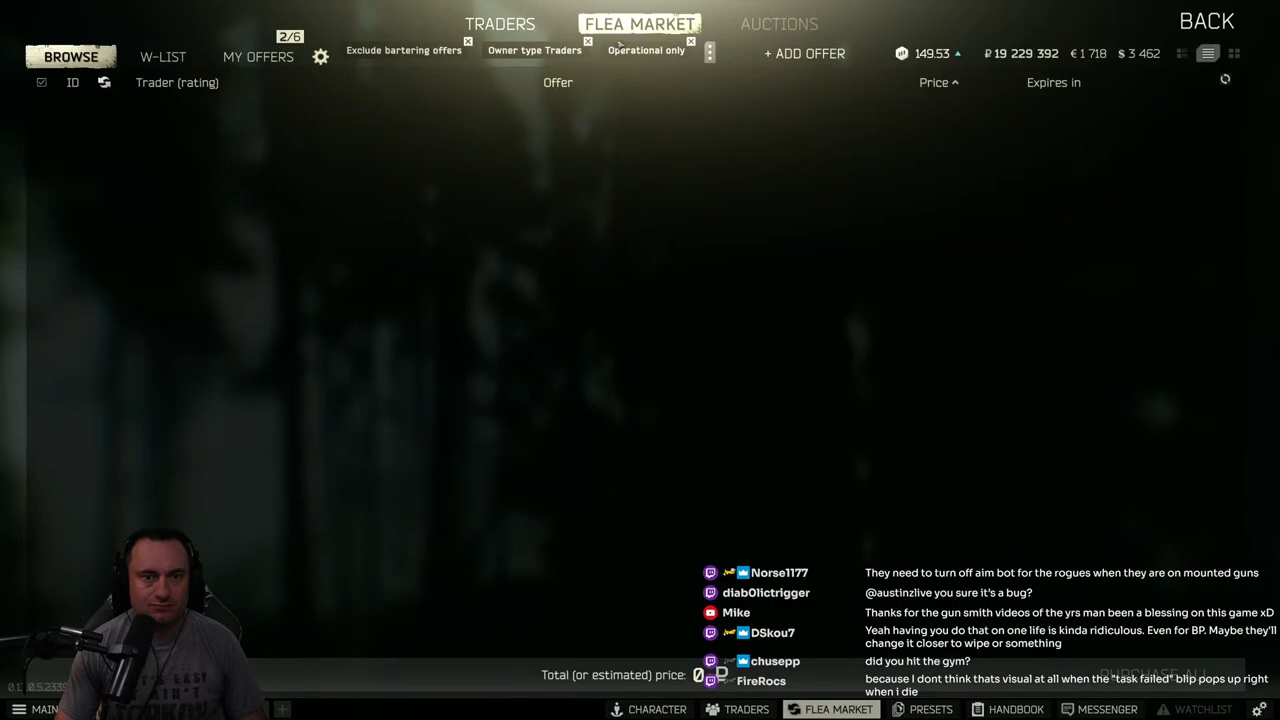 TRADERS
FLEA MARKET
AUCTIONS
BACK
2/6
BROWSE
W-LIST
MY OFFERS
Exclude bartering offers
Owner type Traders
Operational only
+ ADD OFFER
149.53
₽ 19 229 392
€ 1 718
$ 3 462
ID
Trader (rating)
Offer
Price
Expires in
Norse1177 They need to turn off aim bot for the rogues when they are on mounted guns
diab0lictrigger @austinzlive you sure it's a bug?
Mike Thanks for the gun smith videos of the yrs man been a blessing on this game xD
DSkou7 Yeah having you do that on one life is kinda ridiculous. Even for BP. Maybe they'll
change it closer to wipe or something
chusepp did you hit the gym?
FireRocs because I dont think thats visual at all when the "task failed" blip pops up right
when i die
Total (or estimated) price: 0 ₽
PURCHASE ALL
MAIN
CHARACTER
TRADERS
FLEA MARKET
PRESETS
HANDBOOK
MESSENGER
WATCHLIST